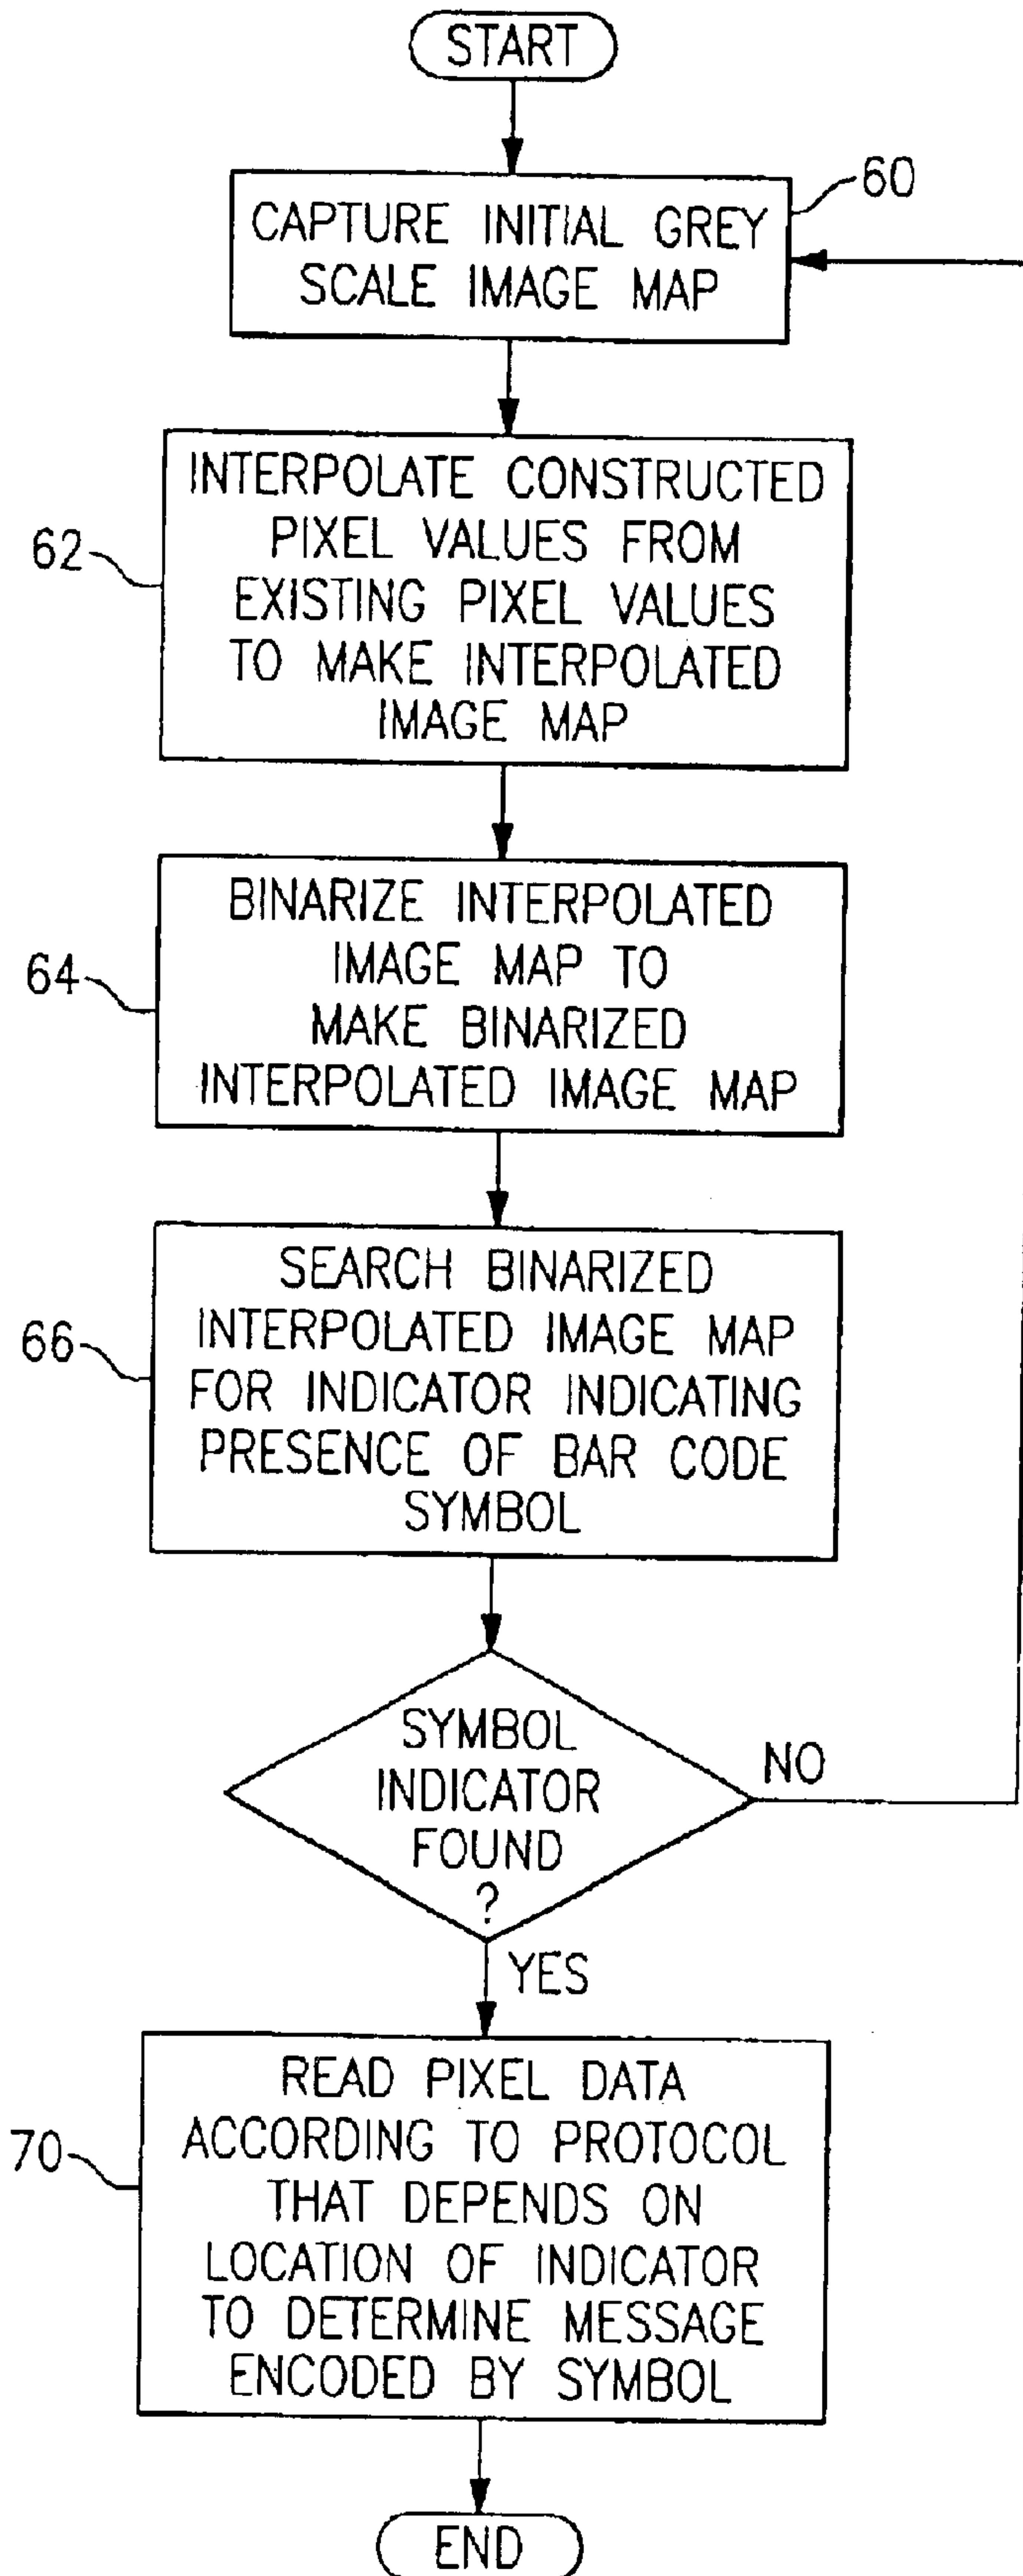 START
60
CAPTURE INITIAL GREY
SCALE IMAGE MAP
62
INTERPOLATE CONSTRUCTED
PIXEL VALUES FROM
EXISTING PIXEL VALUES
TO MAKE INTERPOLATED
IMAGE MAP
64
BINARIZE INTERPOLATED
IMAGE MAP TO
MAKE BINARIZED
INTERPOLATED IMAGE MAP
66
SEARCH BINARIZED
INTERPOLATED IMAGE MAP
FOR INDICATOR INDICATING
PRESENCE OF BAR CODE
SYMBOL
SYMBOL
INDICATOR
FOUND
?
NO
YES
70
READ PIXEL DATA
ACCORDING TO PROTOCOL
THAT DEPENDS ON
LOCATION OF INDICATOR
TO DETERMINE MESSAGE
ENCODED BY SYMBOL
END